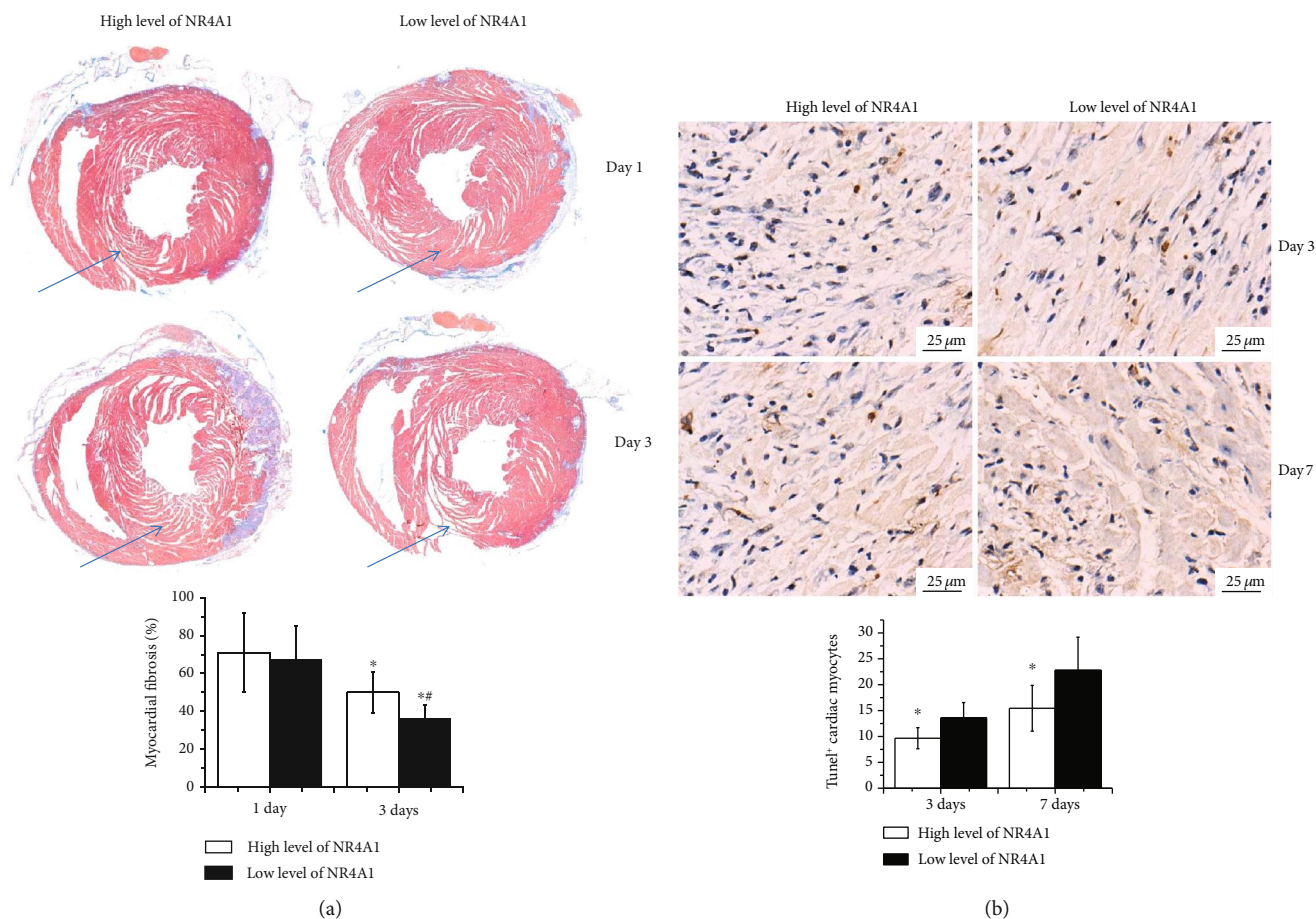 High level of NR4A1
Low level of NR4A1
Day 1
Day 3
100
80
60
40
20
0
Myocardial fibrosis (%)
*
*#
1 day
3 days
High level of NR4A1
Low level of NR4A1
(a)
High level of NR4A1
Low level of NR4A1
25 μm
25 μm
Day 3
25 μm
25 μm
Day 7
30
25
20
15
10
5
0
Tunel⁺ cardiac myocytes
*
*
3 days
7 days
High level of NR4A1
Low level of NR4A1
(b)